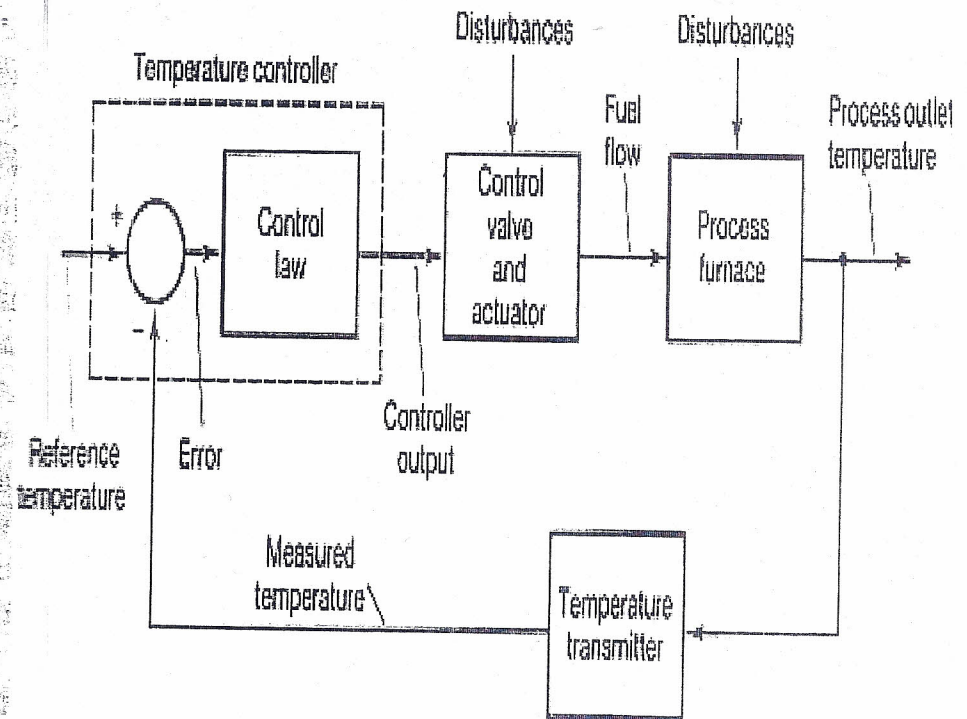 Disturbances
Disturbances
Temperature controller
Fuel
flow
Process outlet
temperature
+
Control
law
Control
valve
and
actuator
Process
furnace
-
Reference
temperature
Error
Controller
output
Measured
temperature
Temperature
transmitter